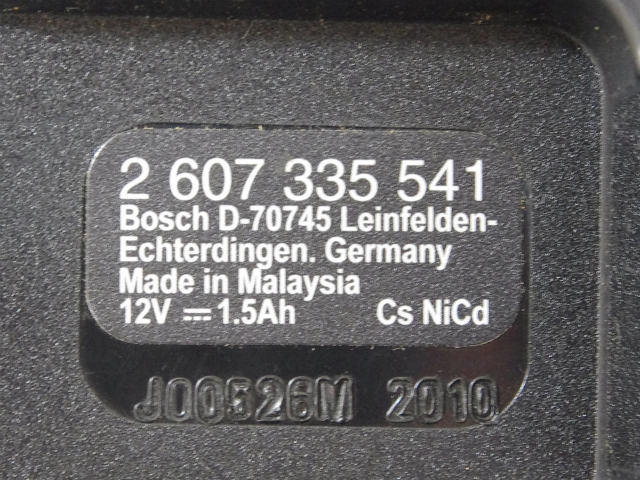 2 607 335 541
Bosch D-70745 Leinfelden-
Echterdingen. Germany
Made in Malaysia
12V ⎓ 1.5Ah Cs NiCd
J00526M 2010